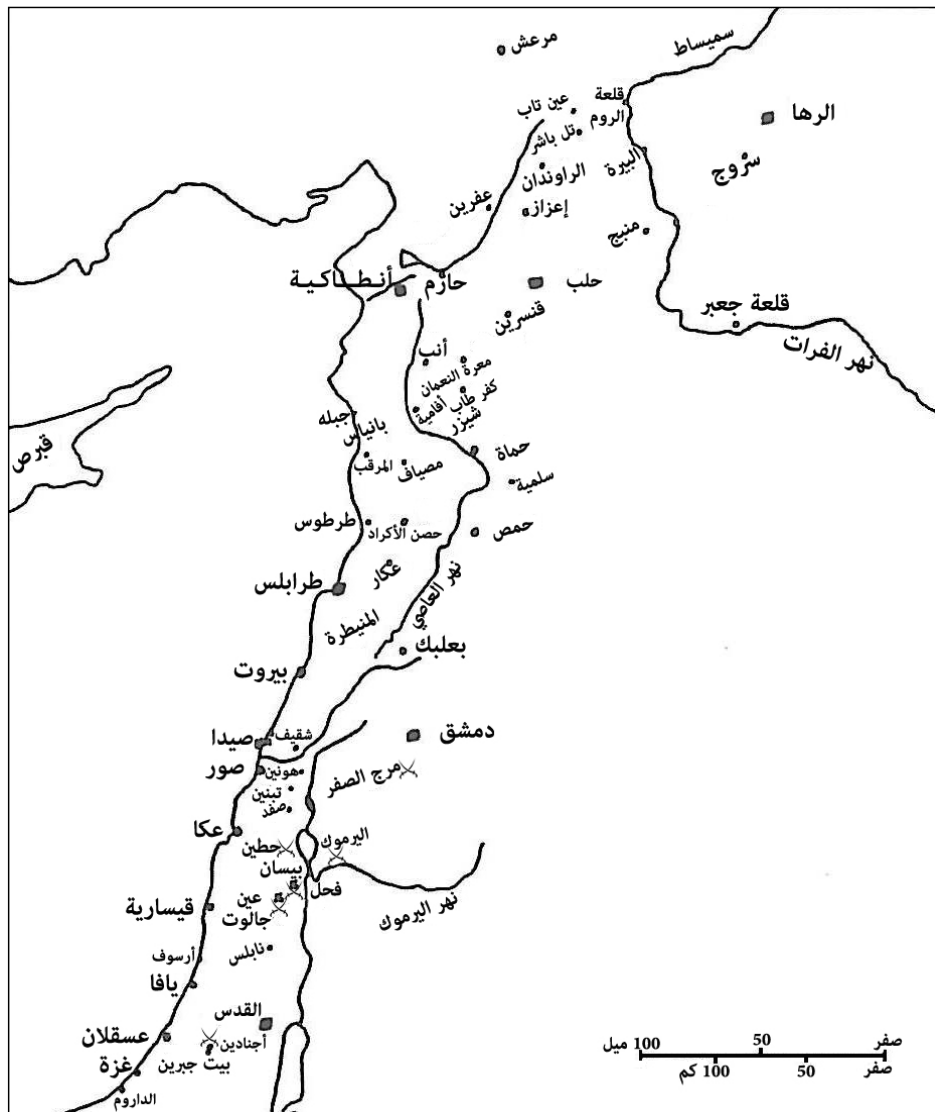 مرعش
سميساط
عين تاب
قلعة
الروم
الرها
تل باشر
البيرة
سروج
الراوندان
عفرين
إعزاز
منبج
أنطاكية
حارم
حلب
قلعة جعبر
قنسرين
نهر الفرات
أنب
معرة النعمان
كفر طاب
أفامية
شيزر
جبله
بانياس
قبرص
حماة
المرقب
مصياف
سلمية
طرطوس
حصن الأكراد
حمص
عكار
طرابلس
نهر العاصي
المنيطرة
بعلبك
بيروت
دمشق
شقيف
صيدا
هونين
صور
مرج الصفر
تبنين
صفد
عكا
اليرموك
حطين
بيسان
فحل
عين
جالوت
قيسارية
نهر اليرموك
نابلس
أرسوف
يافا
القدس
عسقلان
أجنادين
بيت جبرين
غزة
الداروم
صفر 50 100 ميل
صفر 50 100 كم